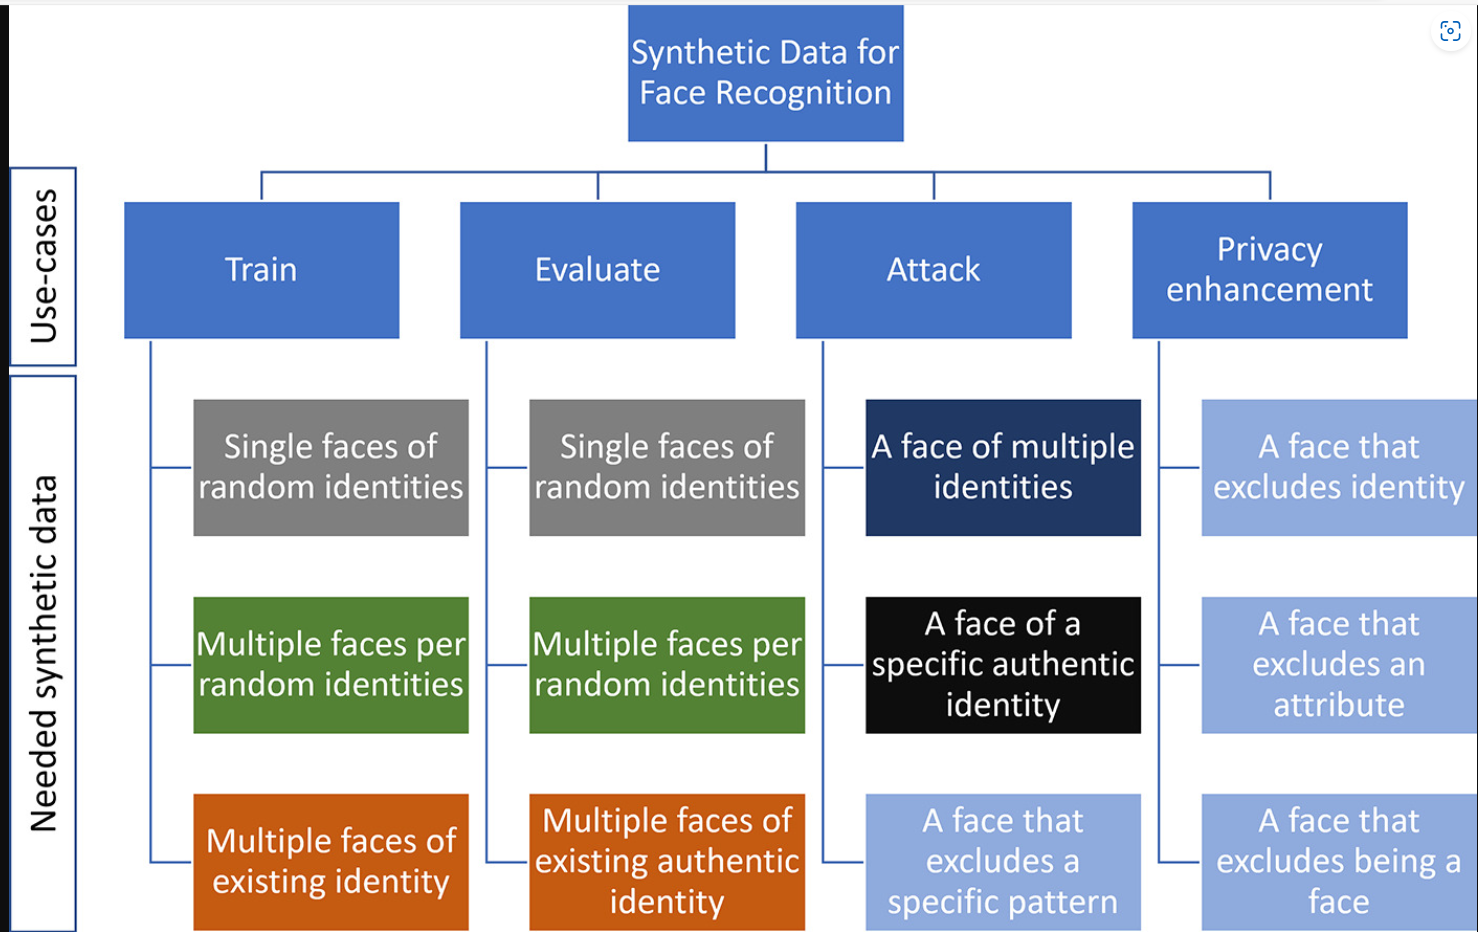 Synthetic Data for
Face Recognition
Use-cases
Train
Evaluate
Attack
Privacy
enhancement
Needed synthetic data
Single faces of
random identities
Single faces of
random identities
A face of multiple
identities
A face that
excludes identity
Multiple faces per
random identities
Multiple faces per
random identities
A face of a
specific authentic
identity
A face that
excludes an
attribute
Multiple faces of
existing identity
Multiple faces of
existing authentic
identity
A face that
excludes a
specific pattern
A face that
excludes being a
face